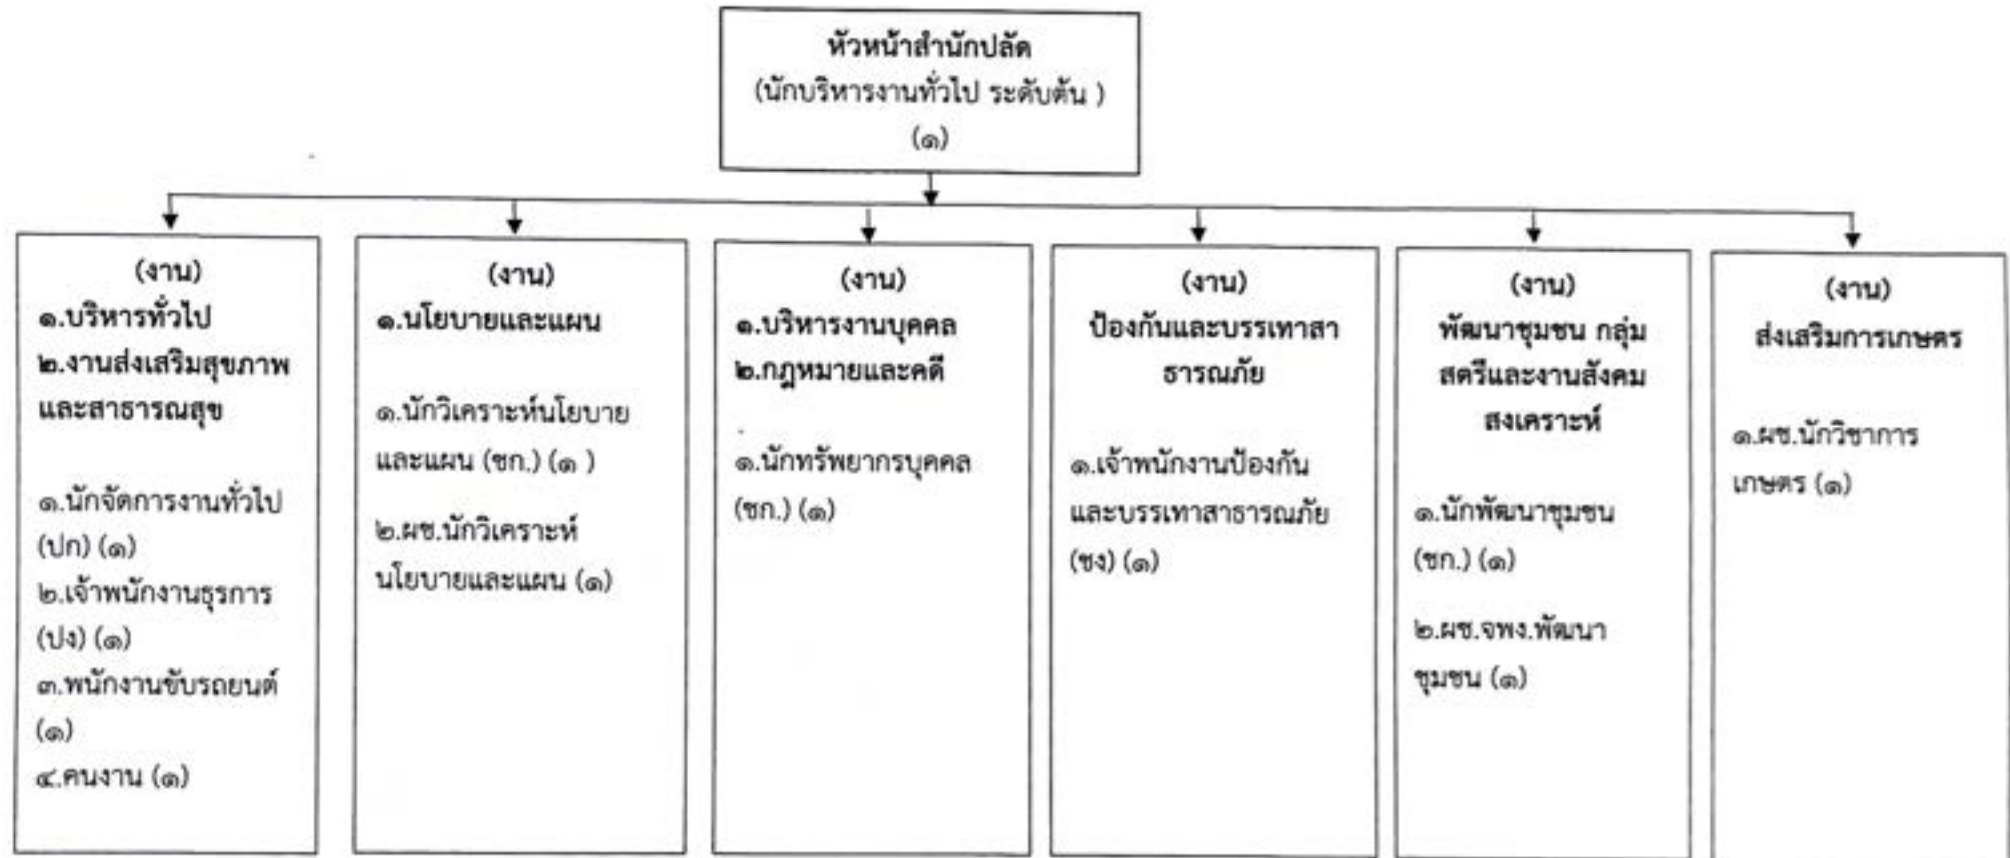 หัวหน้าสำนักปลัด
(นักบริหารงานทั่วไป ระดับต้น )
(๑)
(งาน)
๑.บริหารทั่วไป
๒.งานส่งเสริมสุขภาพ
และสาธารณสุข
๑.นักจัดการงานทั่วไป
(ปก) (๑)
๒.เจ้าพนักงานธุรการ
(ปง) (๑)
๓.พนักงานขับรถยนต์
(๑)
๔.คนงาน (๑)
(งาน)
๑.นโยบายและแผน
๑.นักวิเคราะห์นโยบาย
และแผน (ชก.) (๑ )
๒.ผช.นักวิเคราะห์
นโยบายและแผน (๑)
(งาน)
๑.บริหารงานบุคคล
๒.กฎหมายและคดี
๑.นักทรัพยากรบุคคล
(ชก.) (๑)
(งาน)
ป้องกันและบรรเทาสา
ธารณภัย
๑.เจ้าพนักงานป้องกัน
และบรรเทาสาธารณภัย
(ชง) (๑)
(งาน)
พัฒนาชุมชน กลุ่ม
สตรีและงานสังคม
สงเคราะห์
๑.นักพัฒนาชุมชน
(ชก.) (๑)
๒.ผช.จพง.พัฒนา
ชุมชน (๑)
(งาน)
ส่งเสริมการเกษตร
๑.ผช.นักวิชาการ
เกษตร (๑)